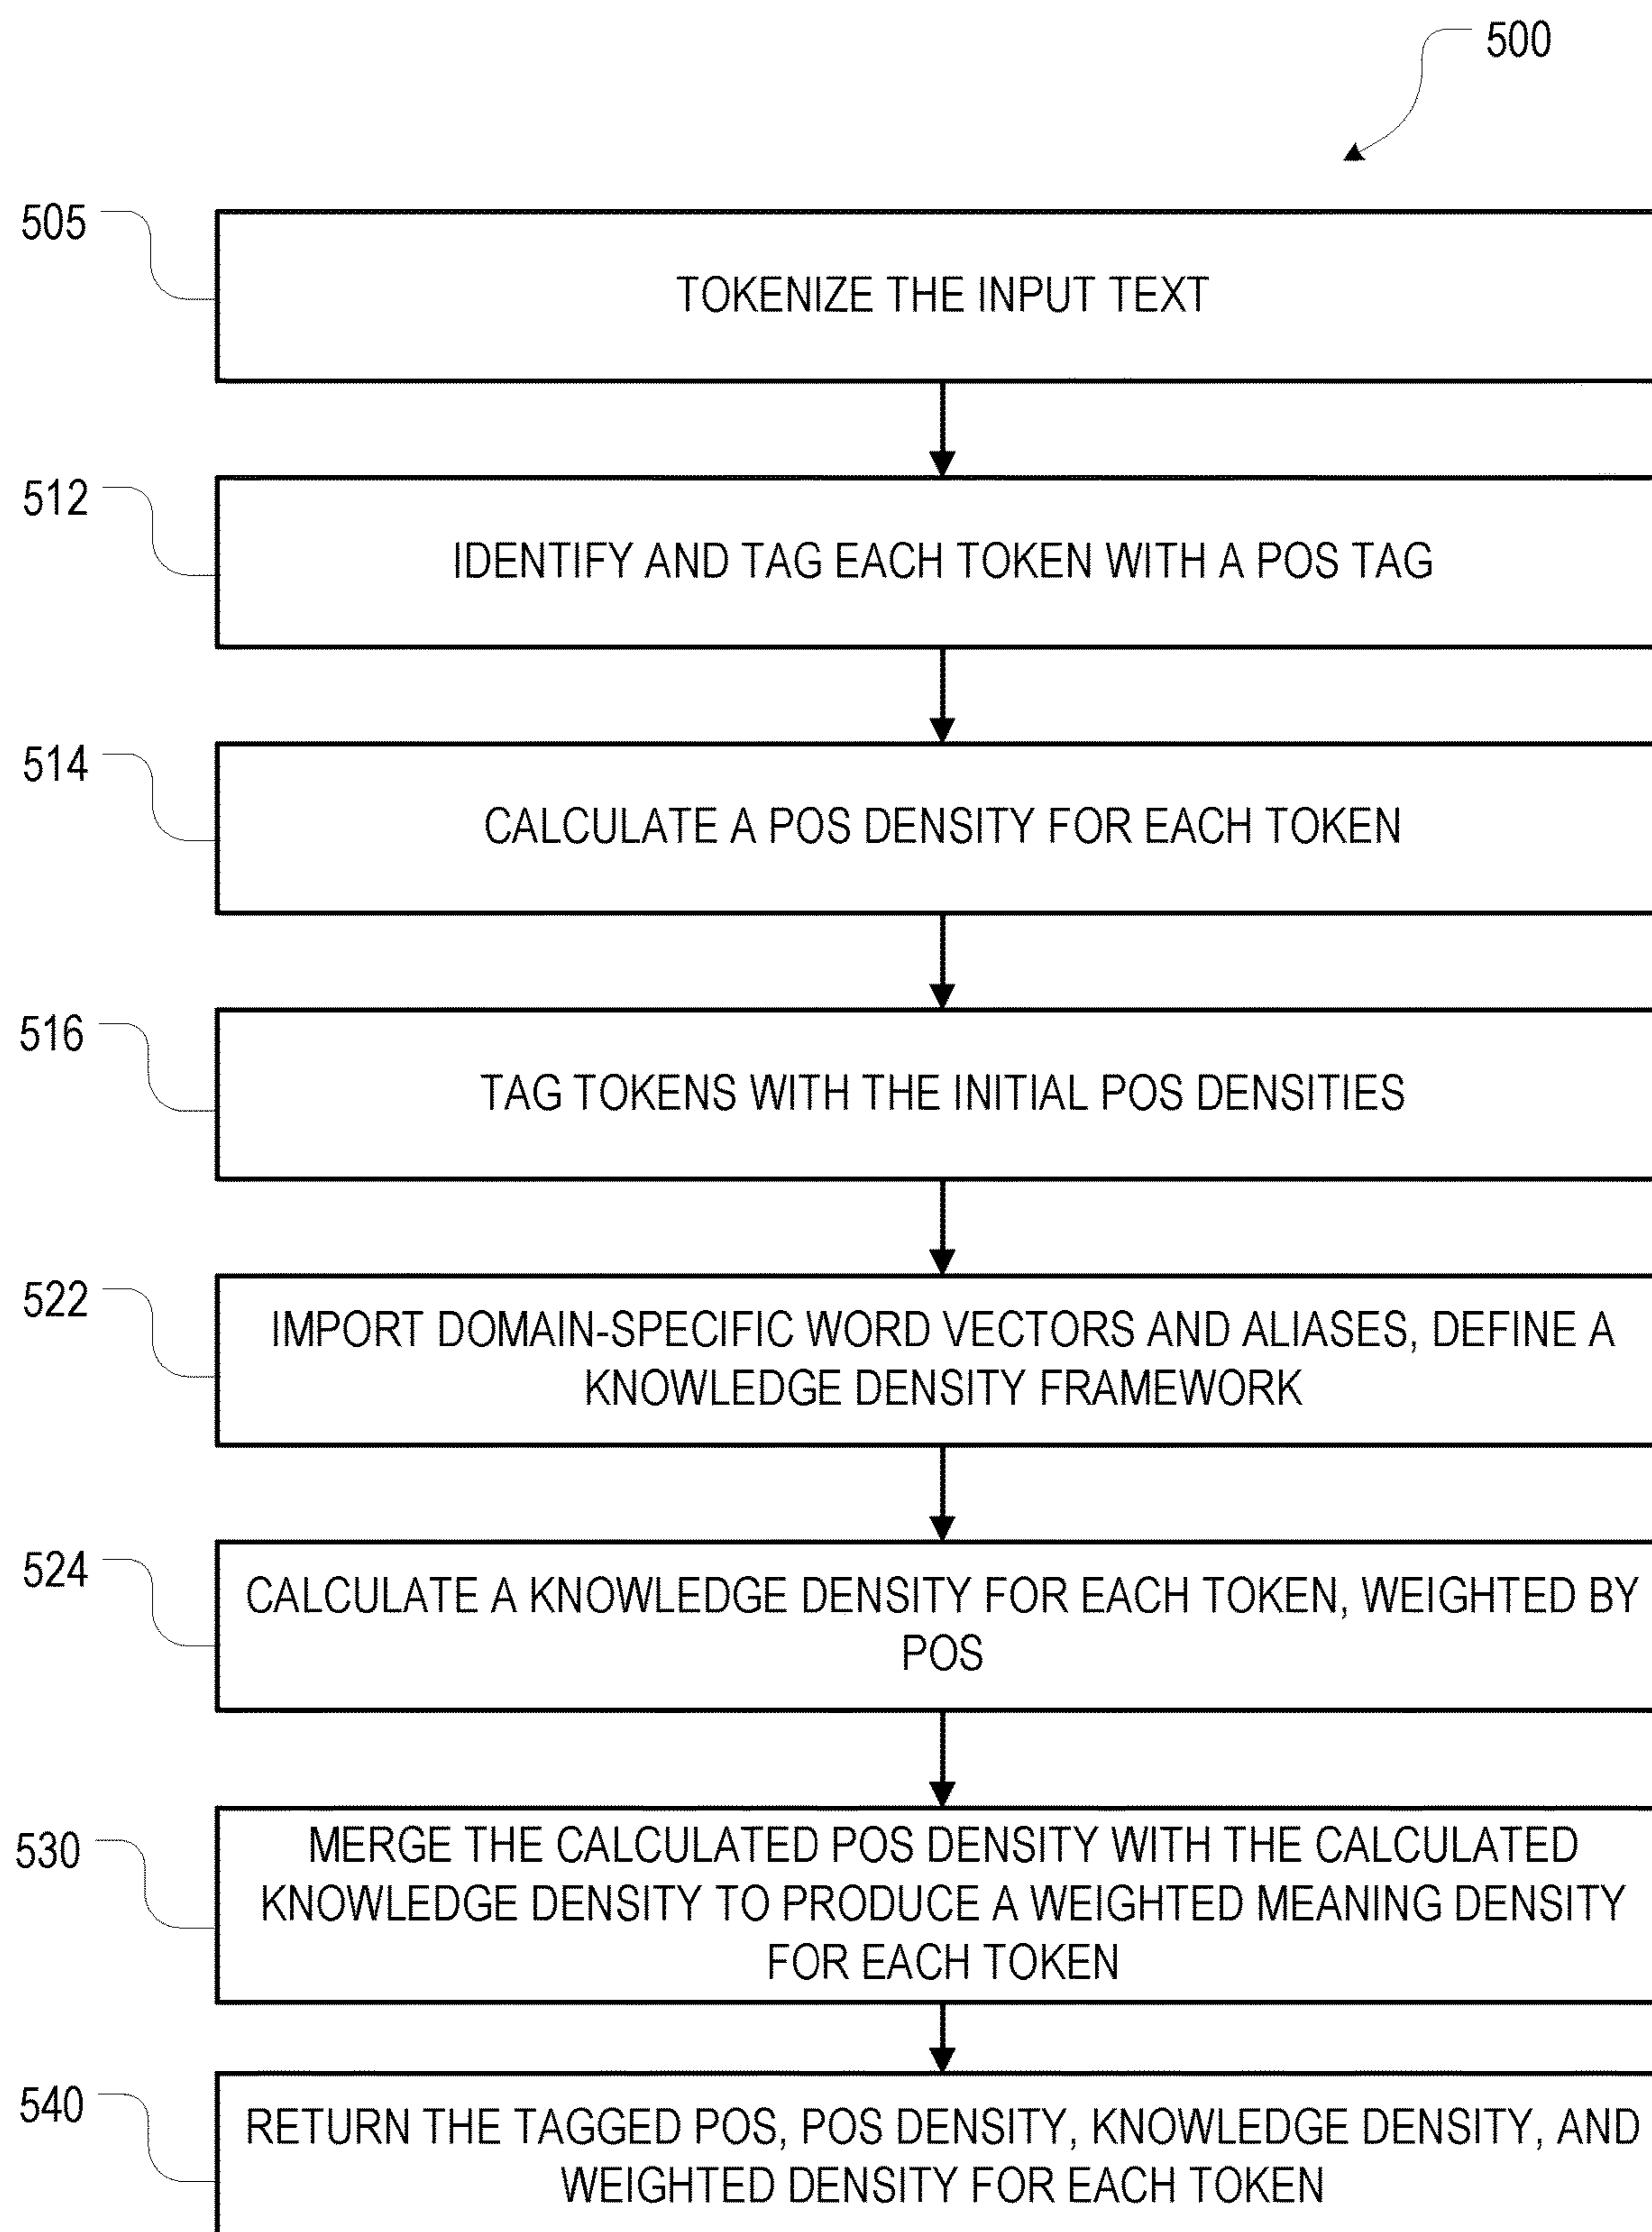 500
505
TOKENIZE THE INPUT TEXT
512
IDENTIFY AND TAG EACH TOKEN WITH A POS TAG
514
CALCULATE A POS DENSITY FOR EACH TOKEN
516
TAG TOKENS WITH THE INITIAL POS DENSITIES
522
IMPORT DOMAIN-SPECIFIC WORD VECTORS AND ALIASES, DEFINE A
KNOWLEDGE DENSITY FRAMEWORK
524
CALCULATE A KNOWLEDGE DENSITY FOR EACH TOKEN, WEIGHTED BY
POS
530
MERGE THE CALCULATED POS DENSITY WITH THE CALCULATED
KNOWLEDGE DENSITY TO PRODUCE A WEIGHTED MEANING DENSITY
FOR EACH TOKEN
540
RETURN THE TAGGED POS, POS DENSITY, KNOWLEDGE DENSITY, AND
WEIGHTED DENSITY FOR EACH TOKEN